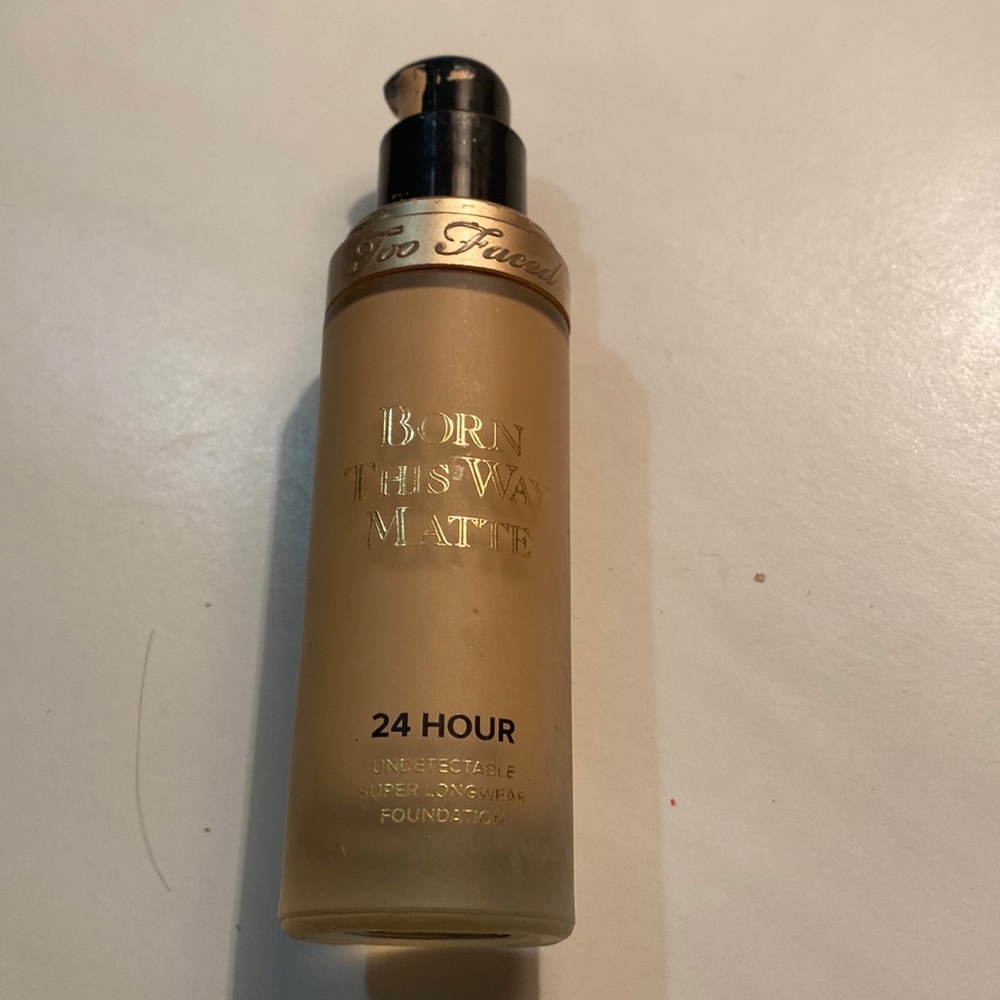 Too Faced
BORN
THIS WAY
MATTE
24 HOUR
UNDETECTABLE
SUPER LONGWEAR
FOUNDATION